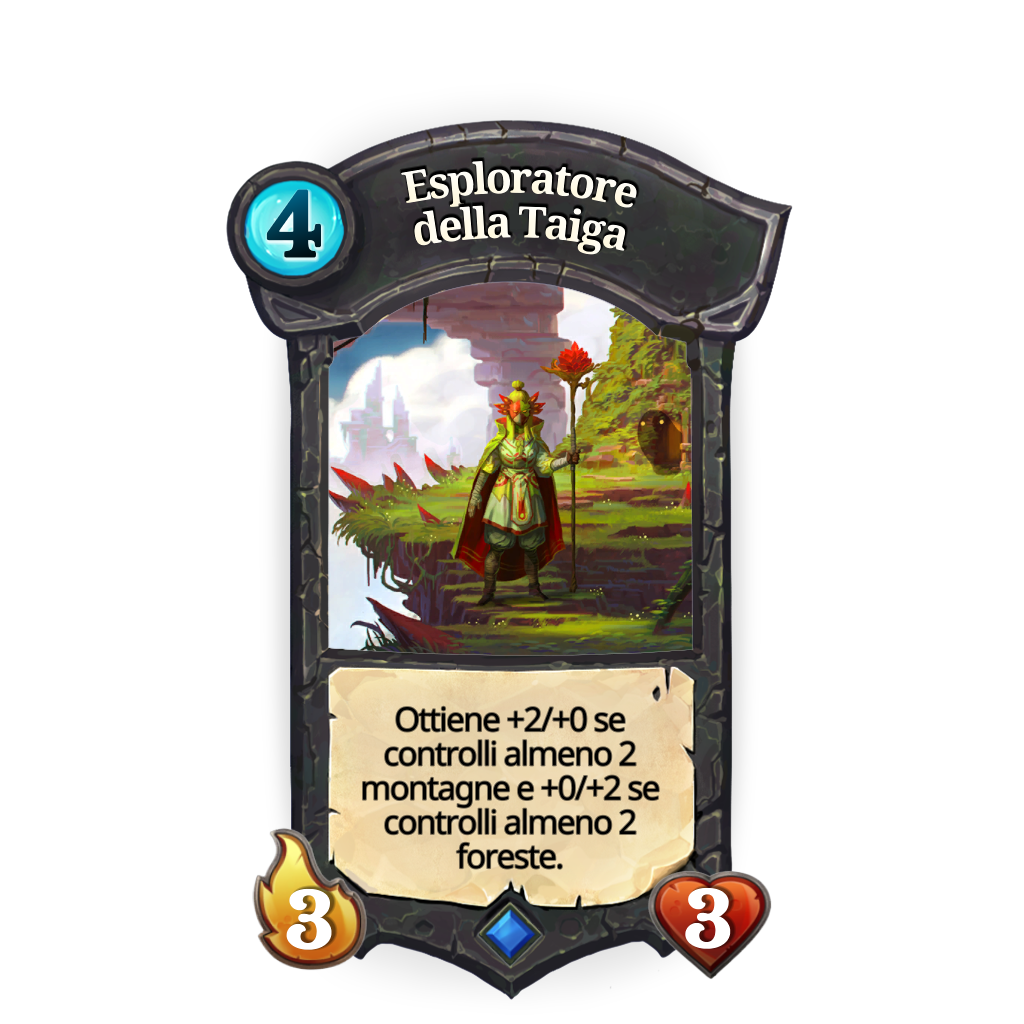 4
Esploratore
della Taiga
Ottiene +2/+0 se
controlli almeno 2
montagne e +0/+2 se
controlli almeno 2
foreste.
3
3